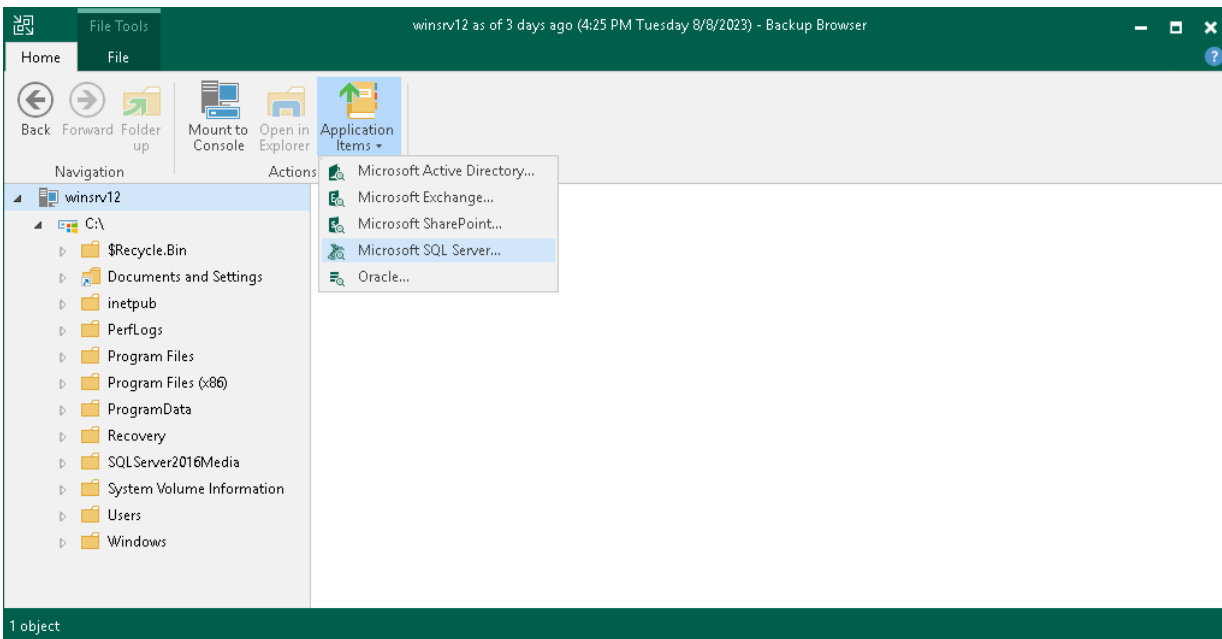 File Tools
winsrv12 as of 3 days ago (4:25 PM Tuesday 8/8/2023) - Backup Browser
Home
File
?
Back
Forward
Folder up
Mount to Console
Open in Explorer
Application Items
Navigation
Actions
Microsoft Active Directory...
Microsoft Exchange...
Microsoft SharePoint...
Microsoft SQL Server...
Oracle...
winsrv12
C:\
$Recycle.Bin
Documents and Settings
inetpub
PerfLogs
Program Files
Program Files (x86)
ProgramData
Recovery
SQLServer2016Media
System Volume Information
Users
Windows
1 object